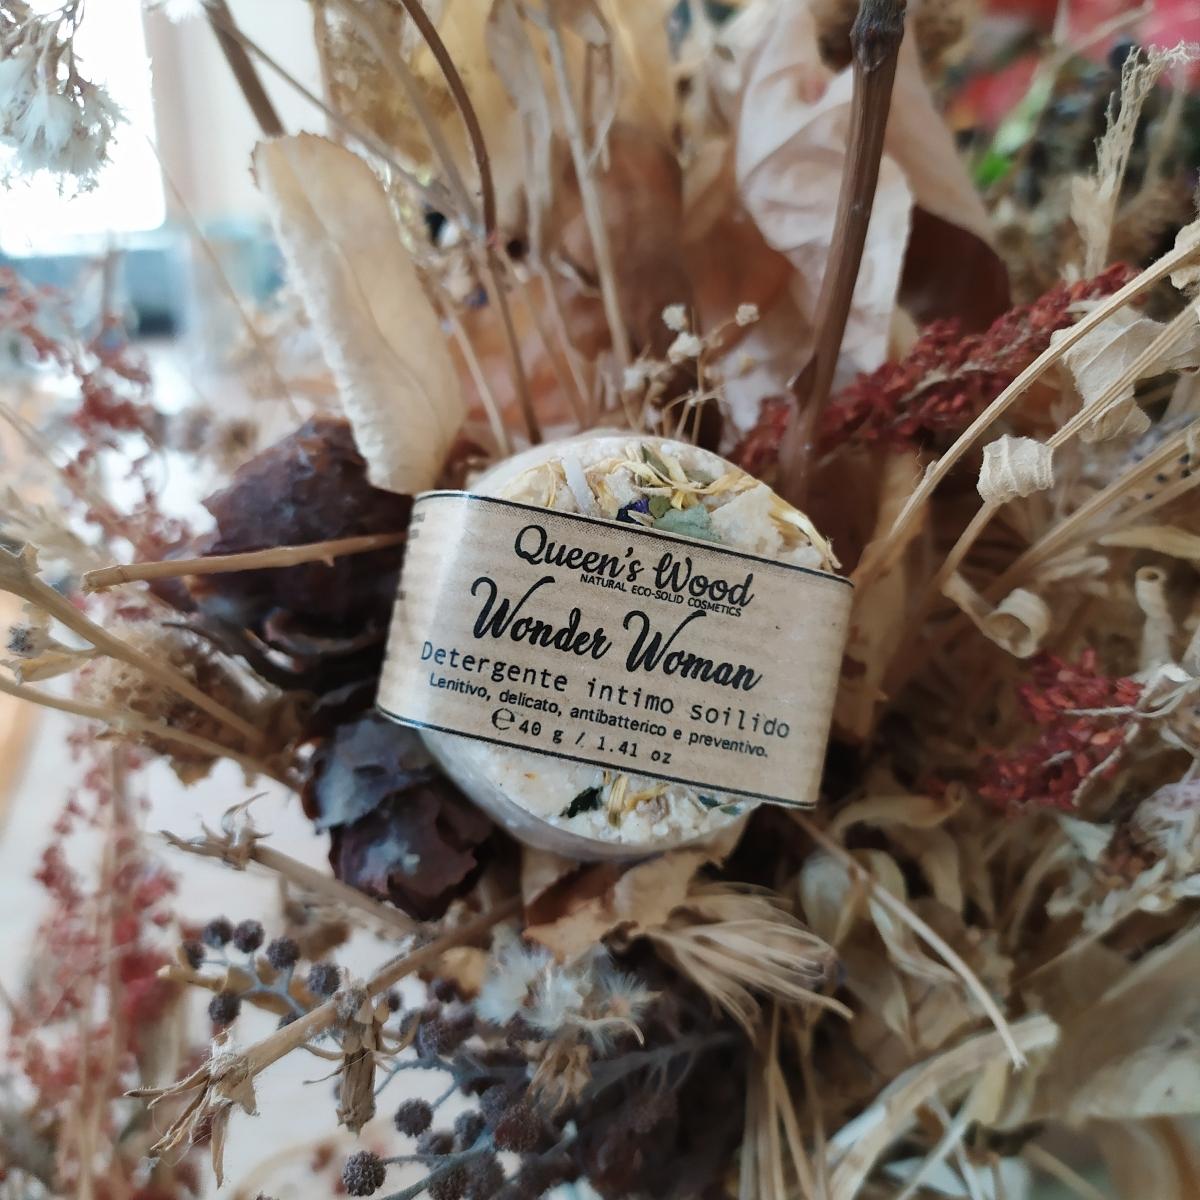 Queen's Wood
NATURAL ECO-SOLID COSMETICS
Wonder Woman
Detergente intimo soilido
Lenitivo, delicato, antibatterico e preventivo.
℮ 40 g / 1.41 oz